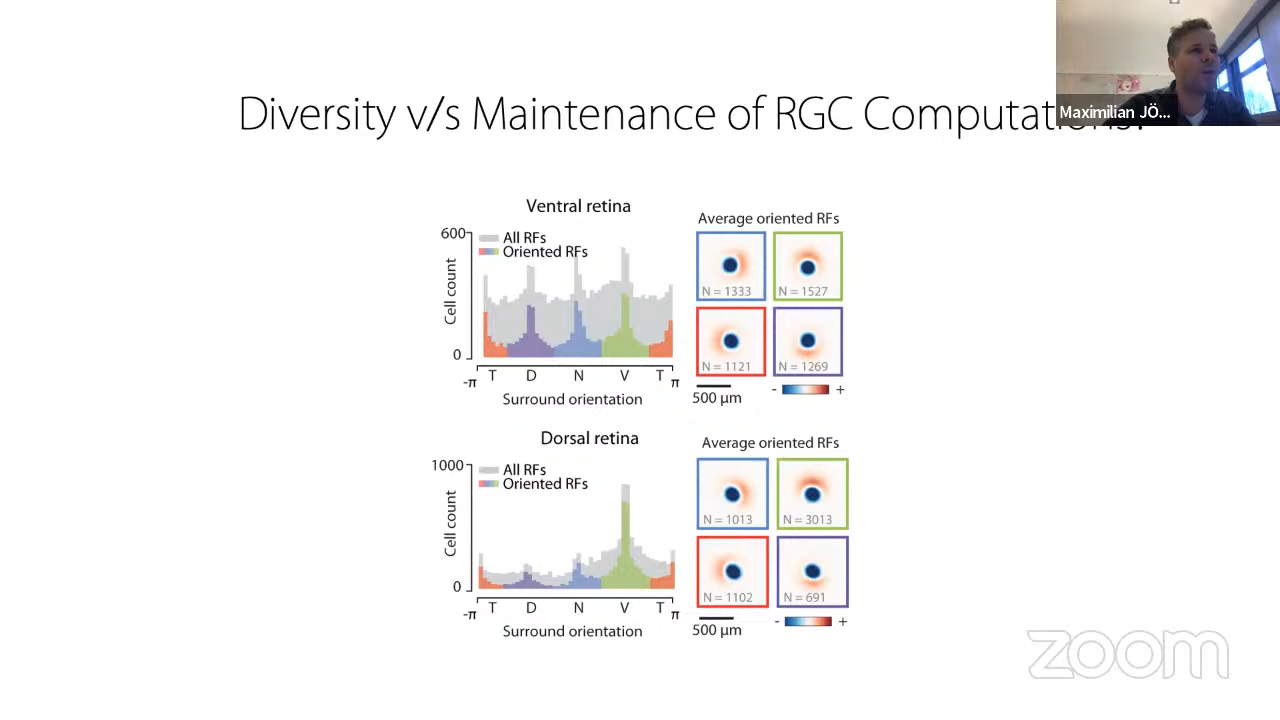 Diversity v/s Maintenance of RGC Computations?
Maximilian JÖ...
Ventral retina
600
All RFs
Oriented RFs
Cell count
0
-π T D N V T π
Surround orientation
Average oriented RFs
N = 1333
N = 1527
N = 1121
N = 1269
500 µm
- +
Dorsal retina
1000
All RFs
Oriented RFs
Cell count
0
-π T D N V T π
Surround orientation
Average oriented RFs
N = 1013
N = 3013
N = 1102
N = 691
500 µm
- +
zoom